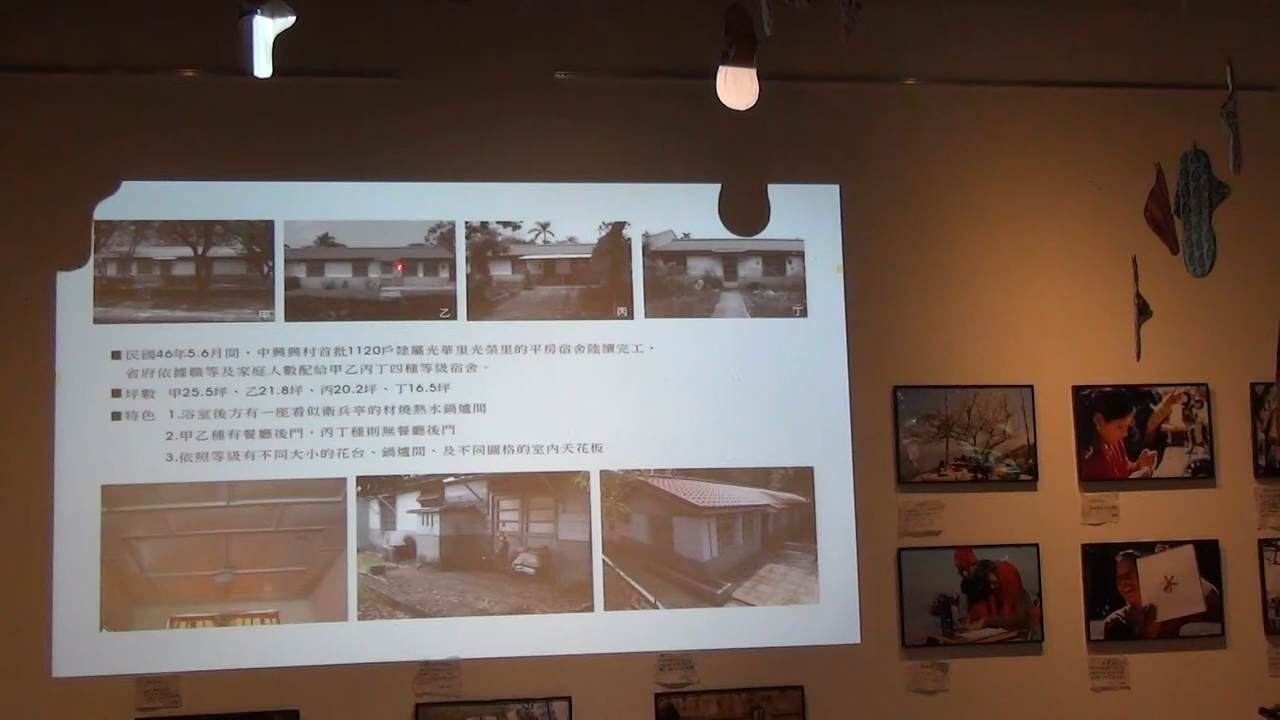 甲
乙
丙
丁
■民國46年5.6月間，中興興村首批1120戶隸屬光華里光榮里的平房宿舍陸續完工，
省府依據職等及家庭人數配給甲乙丙丁四種等級宿舍。
■坪數 甲25.5坪、乙21.8坪、丙20.2坪、丁16.5坪
■特色 1.浴室後方有一座看似衛兵亭的材燒熱水鍋爐間
2.甲乙種有餐廳後門，丙丁種則無餐廳後門
3.依照等級有不同大小的花台、鍋爐間、及不同圖格的室內天花板